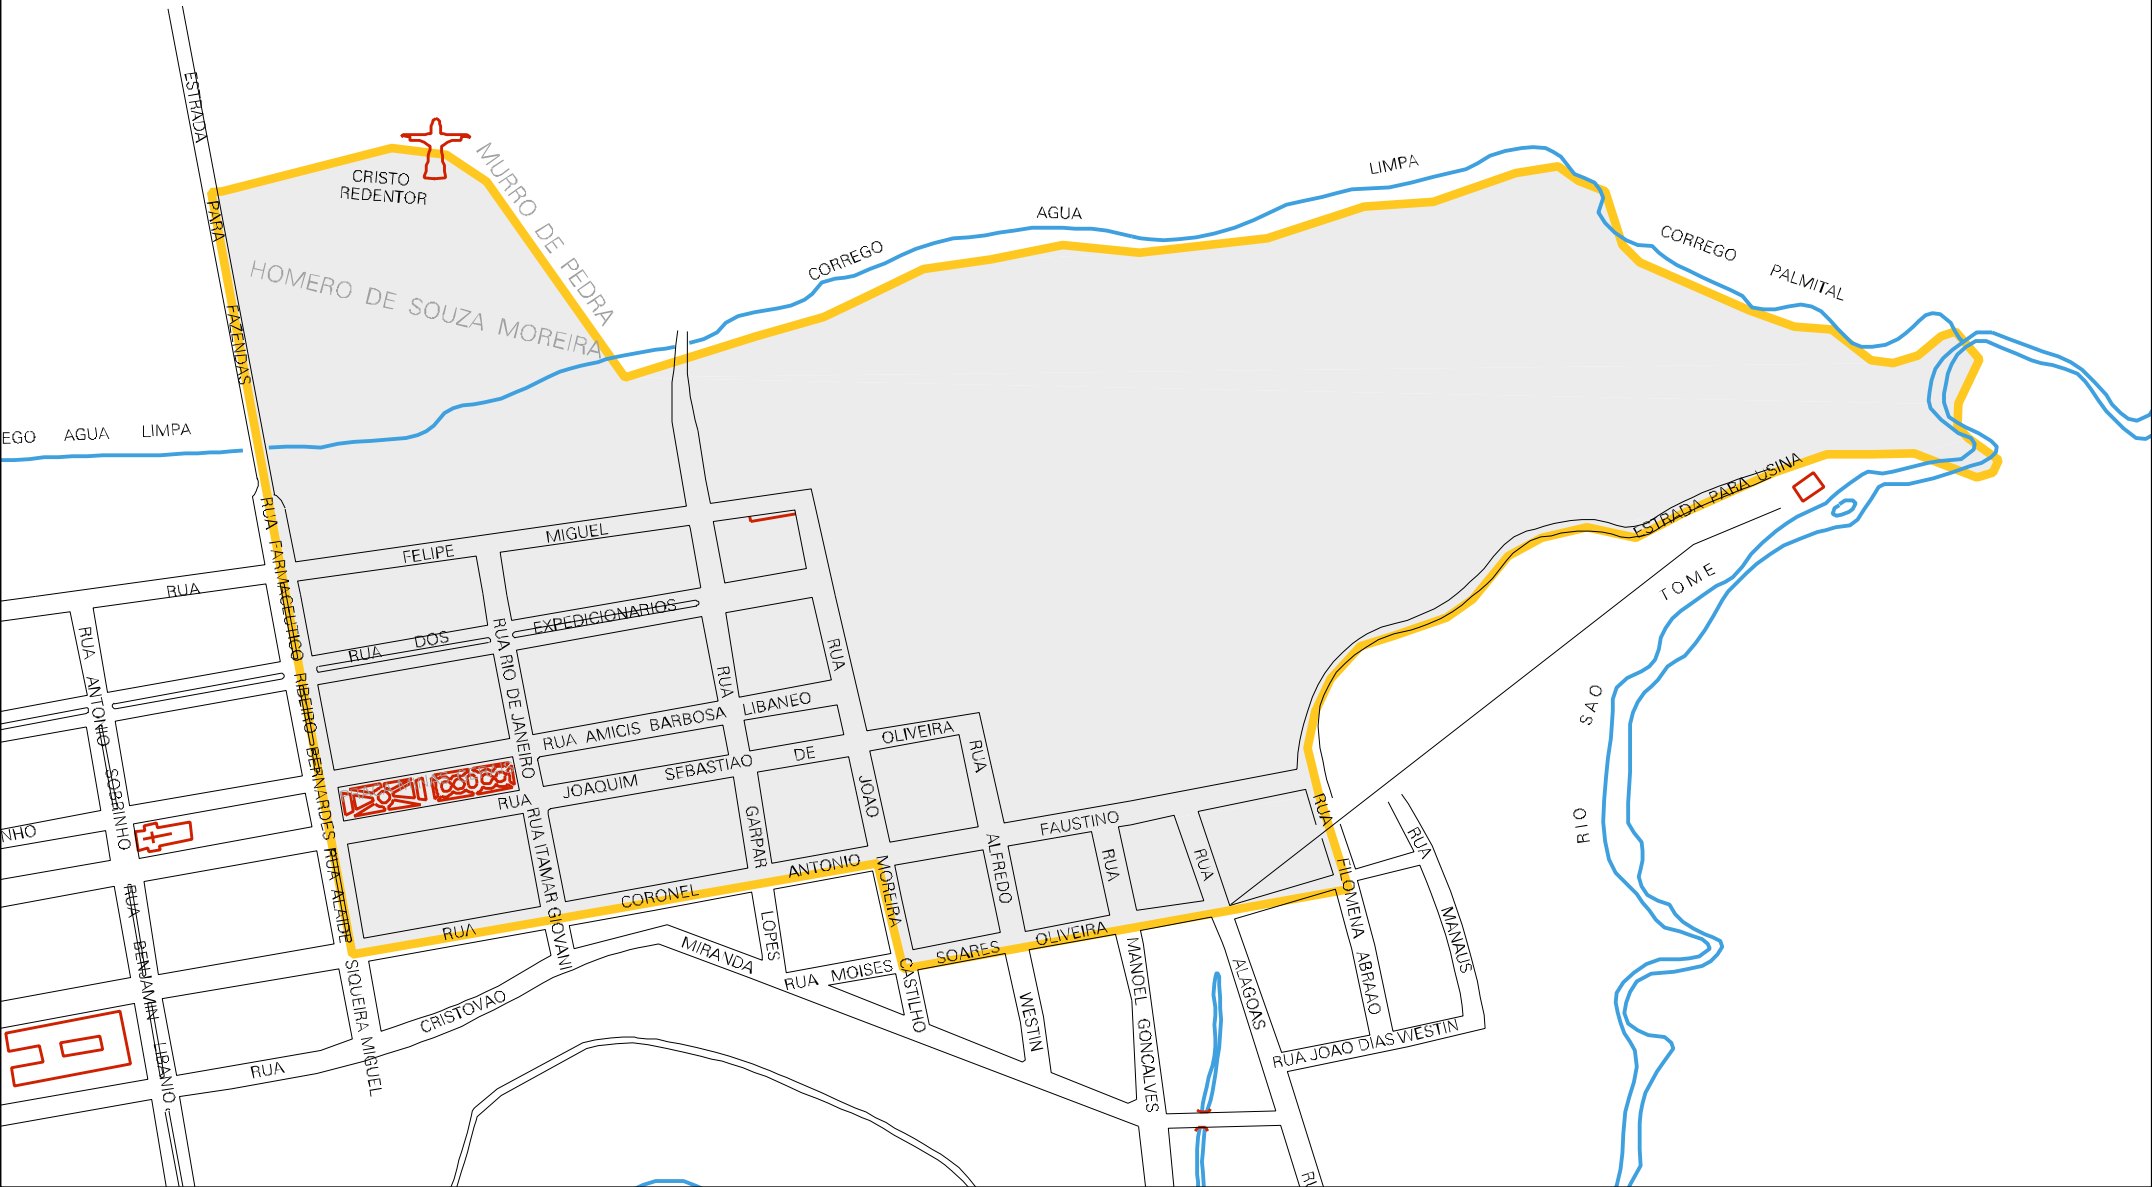 ESTRADA PARA FAZENDAS
CRISTO
REDENTOR
MURRO DE PEDRA
HOMERO DE SOUZA MOREIRA
CORREGO AGUA LIMPA
CORREGO PALMITAL
EGO AGUA LIMPA
ESTRADA PARA USINA
RIO SAO TOME
RUA FELIPE MIGUEL
RUA DOS EXPEDICIONARIOS
RUA FARMACEUTICO RIBEIRO BERNARDES
RUA ALAIDE SIQUEIRA MIGUEL
RUA ANTONIO SOBRINHO
RUA RIO DE JANEIRO
RUA AMICIS BARBOSA LIBANEO
RUA JOAQUIM SEBASTIAO DE OLIVEIRA
RUA ITAMAR GIOVANI
RUA GARPAR LOPES
RUA JOAO MOREIRA CASTILHO
RUA ALFREDO WESTIN
FAUSTINO
RUA MANOEL GONCALVES
RUA ALAGOAS
RUA FILOMENA ABRAAO
RUA MANAUS
RUA CORONEL ANTONIO SOARES OLIVEIRA
NHO
RUA BENJAMIN LIBANIO
RUA CRISTOVAO MIRANDA
RUA MOISES
RUA JOAO DIAS WESTIN